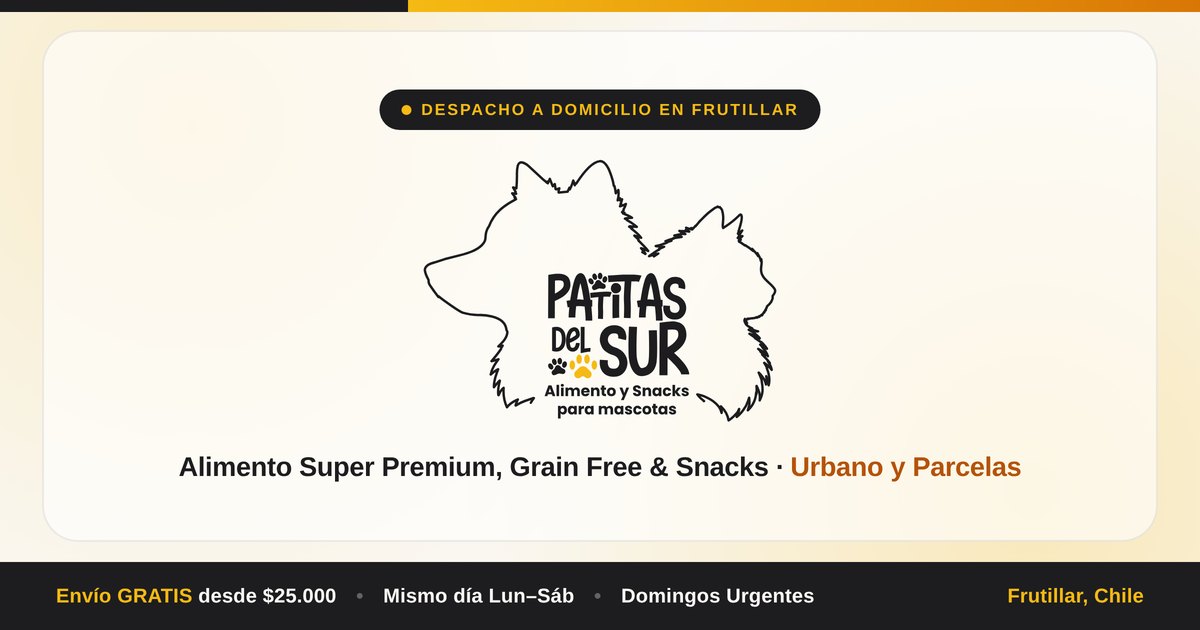 DESPACHO A DOMICILIO EN FRUTILLAR
PATITAS
DEL SUR
Alimento y Snacks
para mascotas
Alimento Super Premium, Grain Free & Snacks · Urbano y Parcelas
Envío GRATIS desde $25.000 • Mismo día Lun–Sáb • Domingos Urgentes Frutillar, Chile